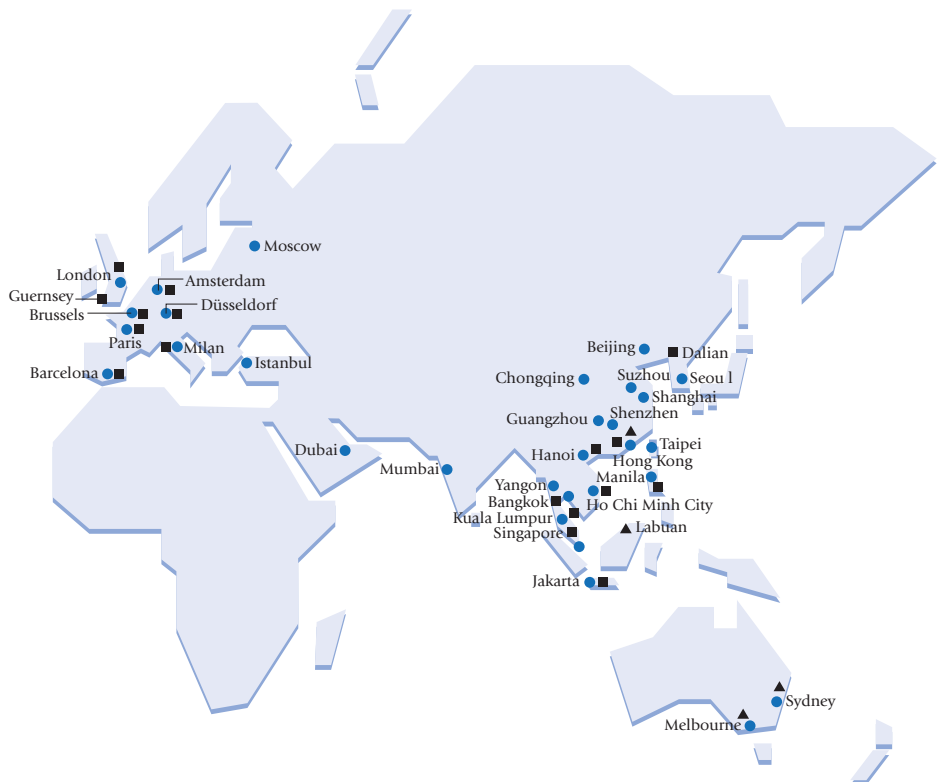 Moscow
London
Amsterdam
Guernsey
Düsseldorf
Brussels
Paris
Milan
Istanbul
Barcelona
Beijing
Dalian
Chongqing
Suzhou
Seou l
Shanghai
Guangzhou
Shenzhen
Dubai
Taipei
Hanoi
Hong Kong
Mumbai
Manila
Yangon
Bangkok
Ho Chi Minh City
Kuala Lumpur
Labuan
Singapore
Jakarta
Sydney
Melbourne